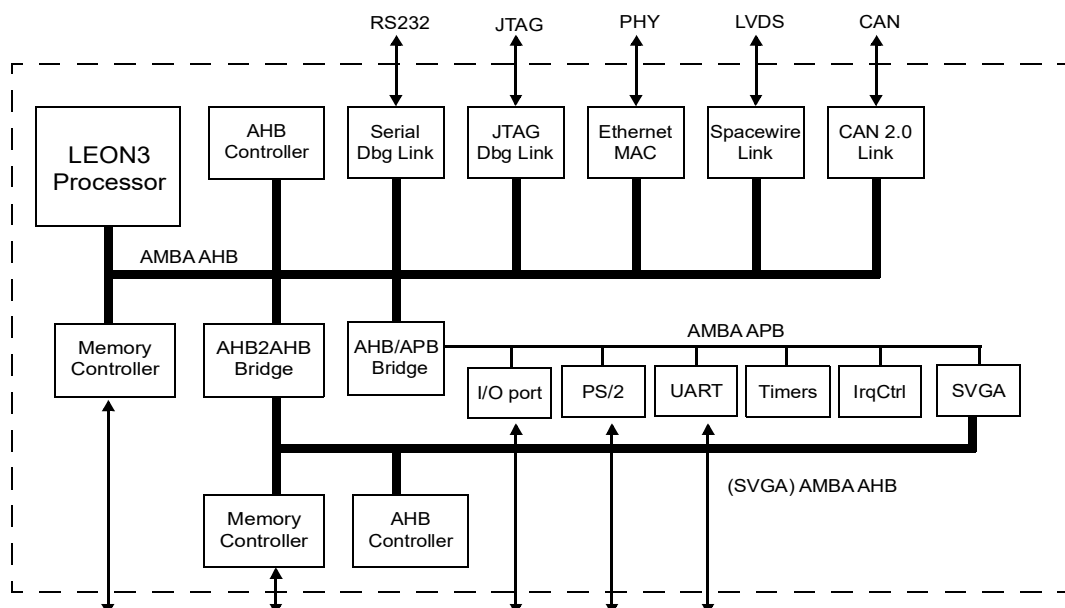 RS232
JTAG
PHY
LVDS
CAN
LEON3
Processor
AHB
Controller
Serial
Dbg Link
JTAG
Dbg Link
Ethernet
MAC
Spacewire
Link
CAN 2.0
Link
AMBA AHB
Memory
Controller
AHB2AHB
Bridge
AHB/APB
Bridge
AMBA APB
I/O port
PS/2
UART
Timers
IrqCtrl
SVGA
(SVGA) AMBA AHB
Memory
Controller
AHB
Controller